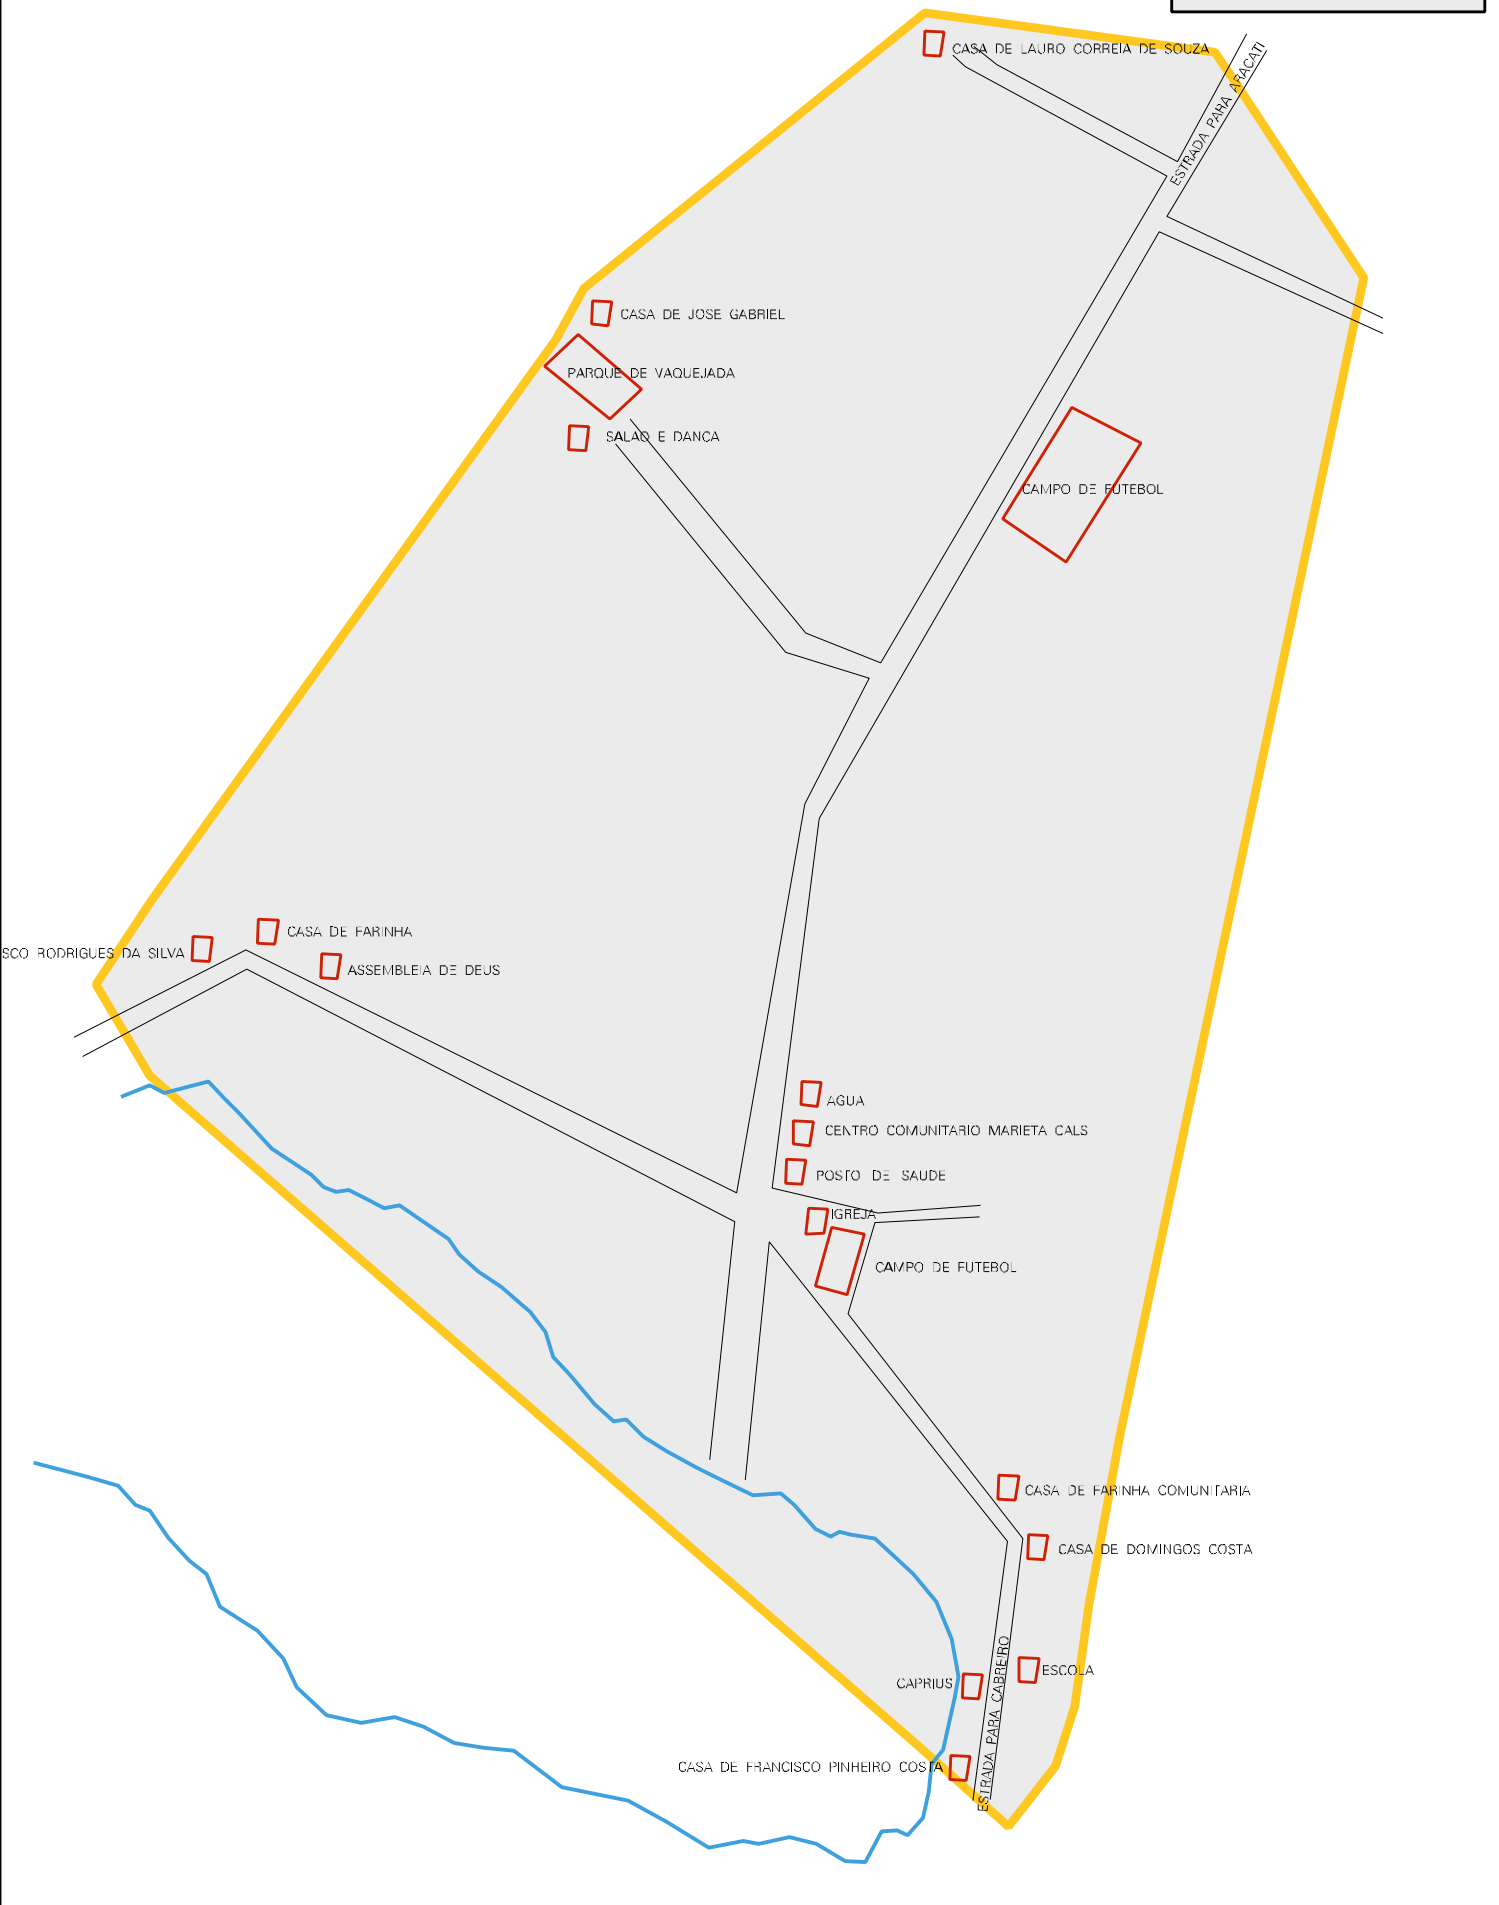 CASA DE LAURO CORREIA DE SOUZA
ESTRADA PARA ARACATI
CASA DE JOSE GABRIEL
PARQUE DE VAQUEJADA
SALAO E DANCA
CAMPO DE FUTEBOL
CASA DE FARINHA
SCO RODRIGUES DA SILVA
ASSEMBLEIA DE DEUS
AGUA
CENTRO COMUNITARIO MARIETA CALS
POSTO DE SAUDE
IGREJA
CAMPO DE FUTEBOL
CASA DE FARINHA COMUNITARIA
CASA DE DOMINGOS COSTA
ESCOLA
CAPRIUS
ESTRADA PARA CABREIRO
CASA DE FRANCISCO PINHEIRO COSTA